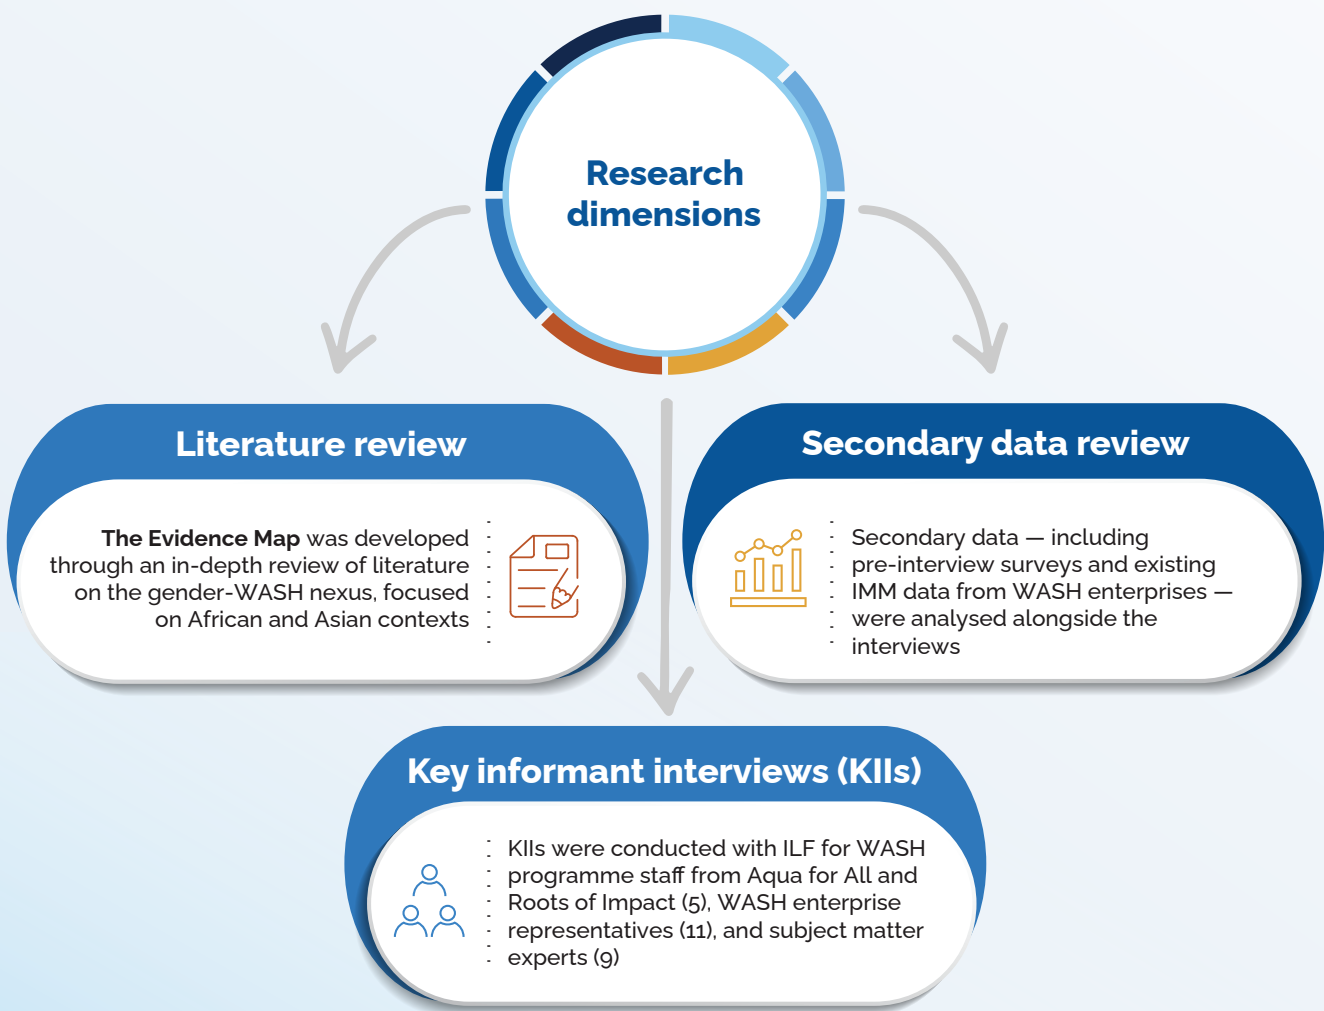 Research
dimensions
Literature review
The Evidence Map was developed
through an in-depth review of literature
on the gender-WASH nexus, focused
on African and Asian contexts
Secondary data review
Secondary data — including
pre-interview surveys and existing
IMM data from WASH enterprises —
were analysed alongside the
interviews
Key informant interviews (KIIs)
KIIs were conducted with ILF for WASH
programme staff from Aqua for All and
Roots of Impact (5), WASH enterprise
representatives (11), and subject matter
experts (9)